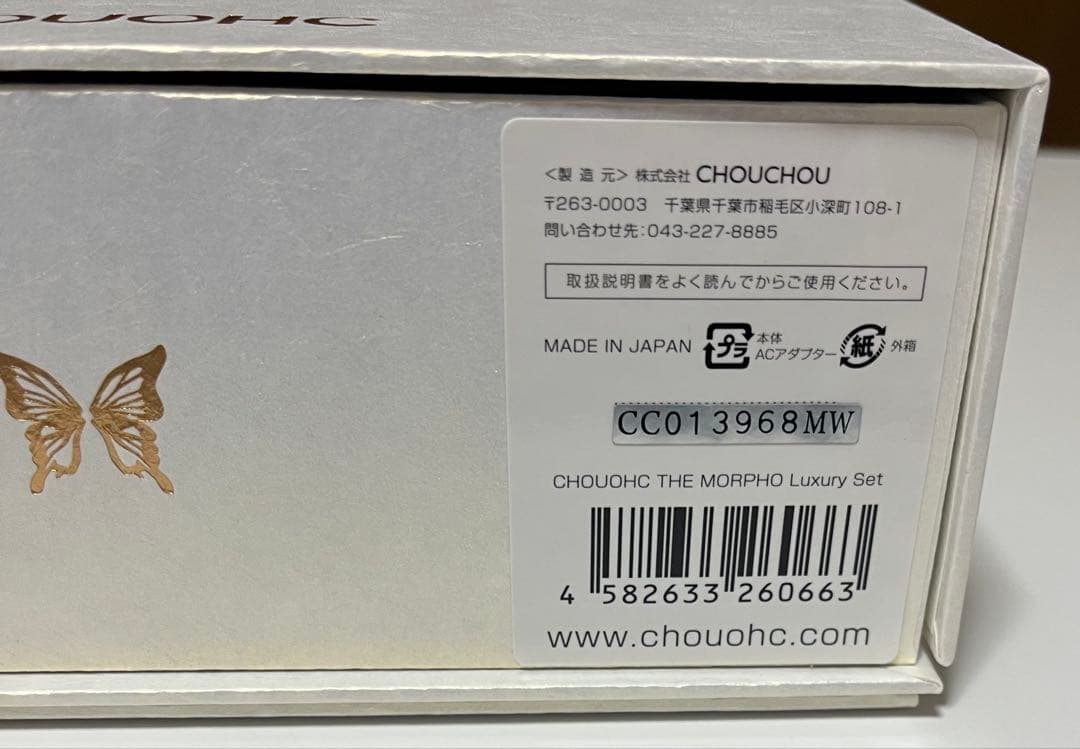 OUOHC
<製 造 元> 株式会社 CHOUCHOU
〒263-0003 千葉県千葉市稲毛区小深町108-1
問い合わせ先:043-227-8885
取扱説明書をよく読んでからご使用ください。
MADE IN JAPAN プラ 本体 ACアダプター 紙 外箱
CC013968MW
CHOUOHC THE MORPHO Luxury Set
4 582633 260663
www.chouohc.com